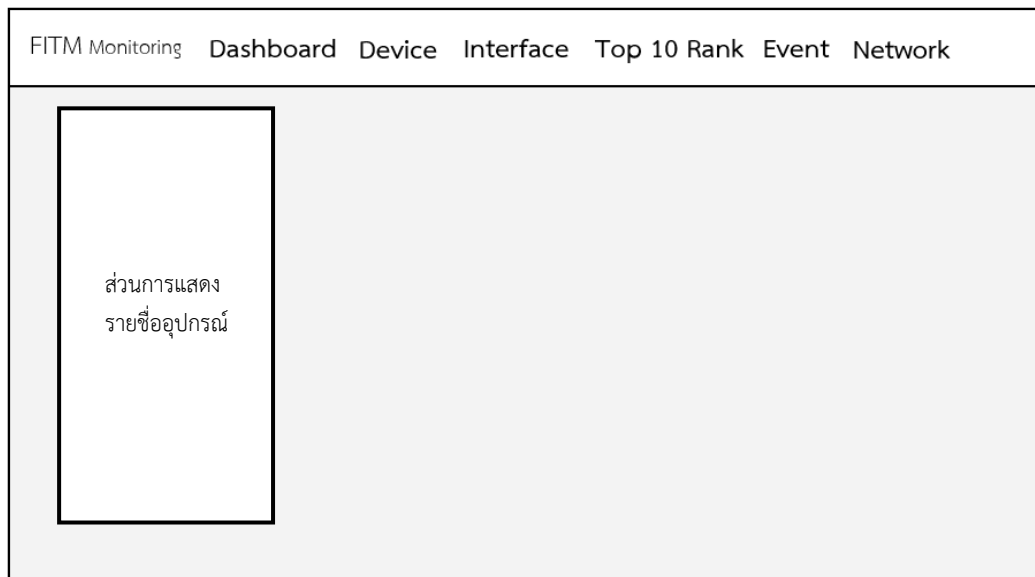 FITM Monitoring Dashboard Device Interface Top 10 Rank Event Network
ส่วนการแสดง
รายชื่ออุปกรณ์